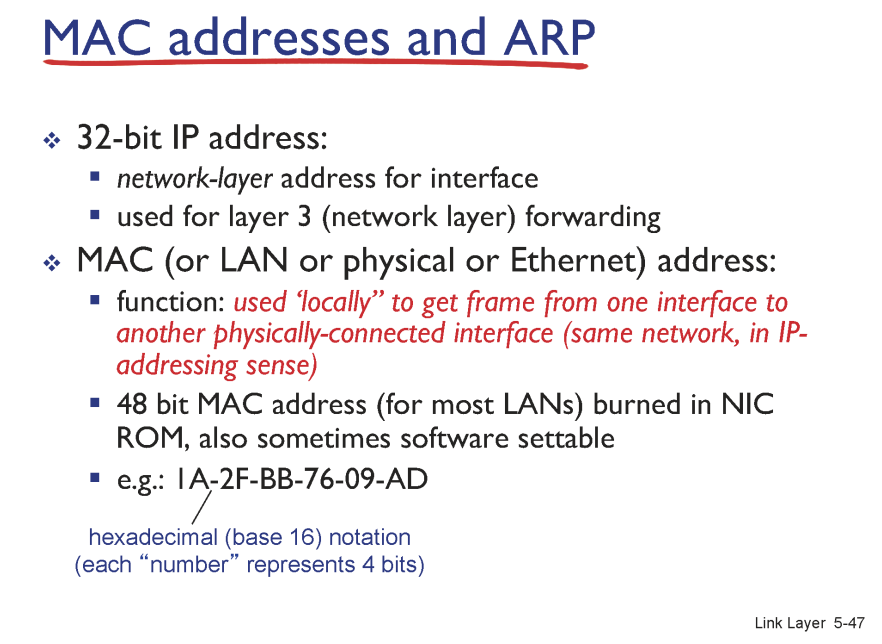 MAC addresses and ARP
32-bit IP address:
network-layer address for interface
used for layer 3 (network layer) forwarding
MAC (or LAN or physical or Ethernet) address:
function: used ‘locally” to get frame from one interface to
another physically-connected interface (same network, in IP-
addressing sense)
48 bit MAC address (for most LANs) burned in NIC
ROM, also sometimes software settable
e.g.: 1A-2F-BB-76-09-AD
hexadecimal (base 16) notation
(each “number” represents 4 bits)
Link Layer 5-47